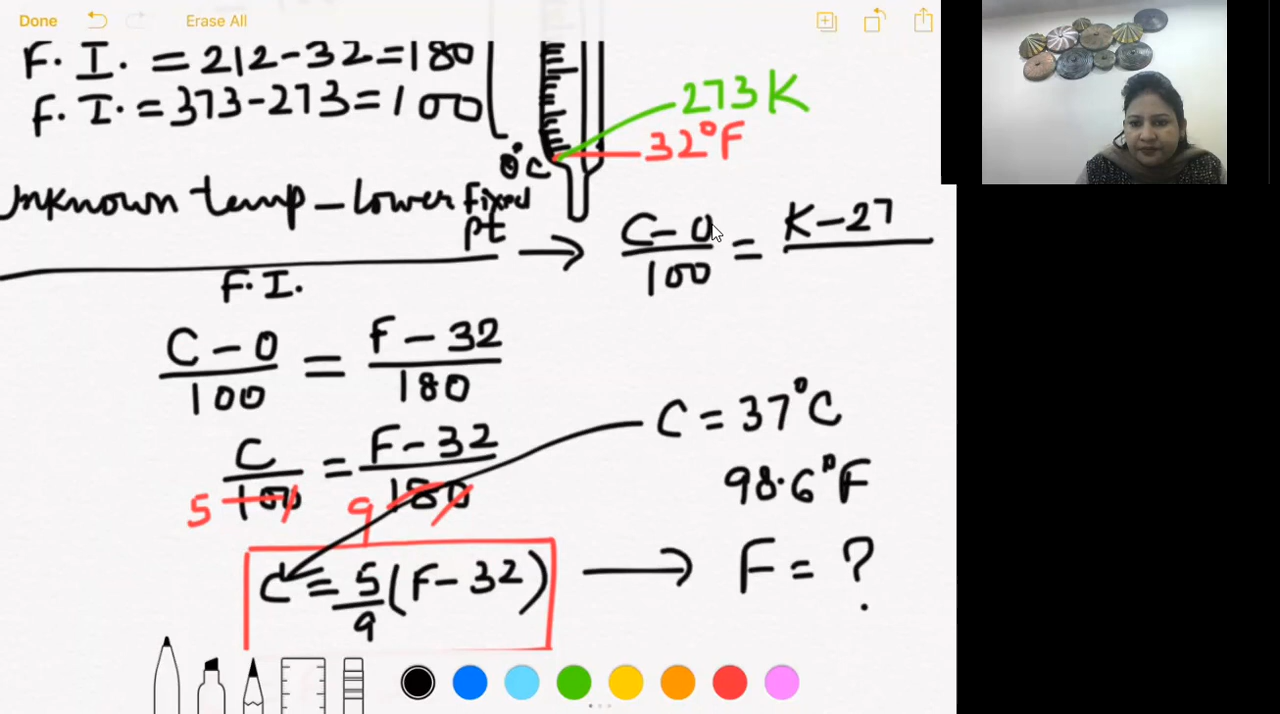 Done
Erase All
F. I. = 212-32=180
F. I. = 373-273=100
273K
32°F
0°C
Unknown temp - Lower Fixed
pt
F. I.
→ C-0/100 = K-27
C-0/100 = F-32/180
C/100 = F-32/180
5 9
C = 5/9 (F-32)
C = 37°C
98.6°F
→ F = ?